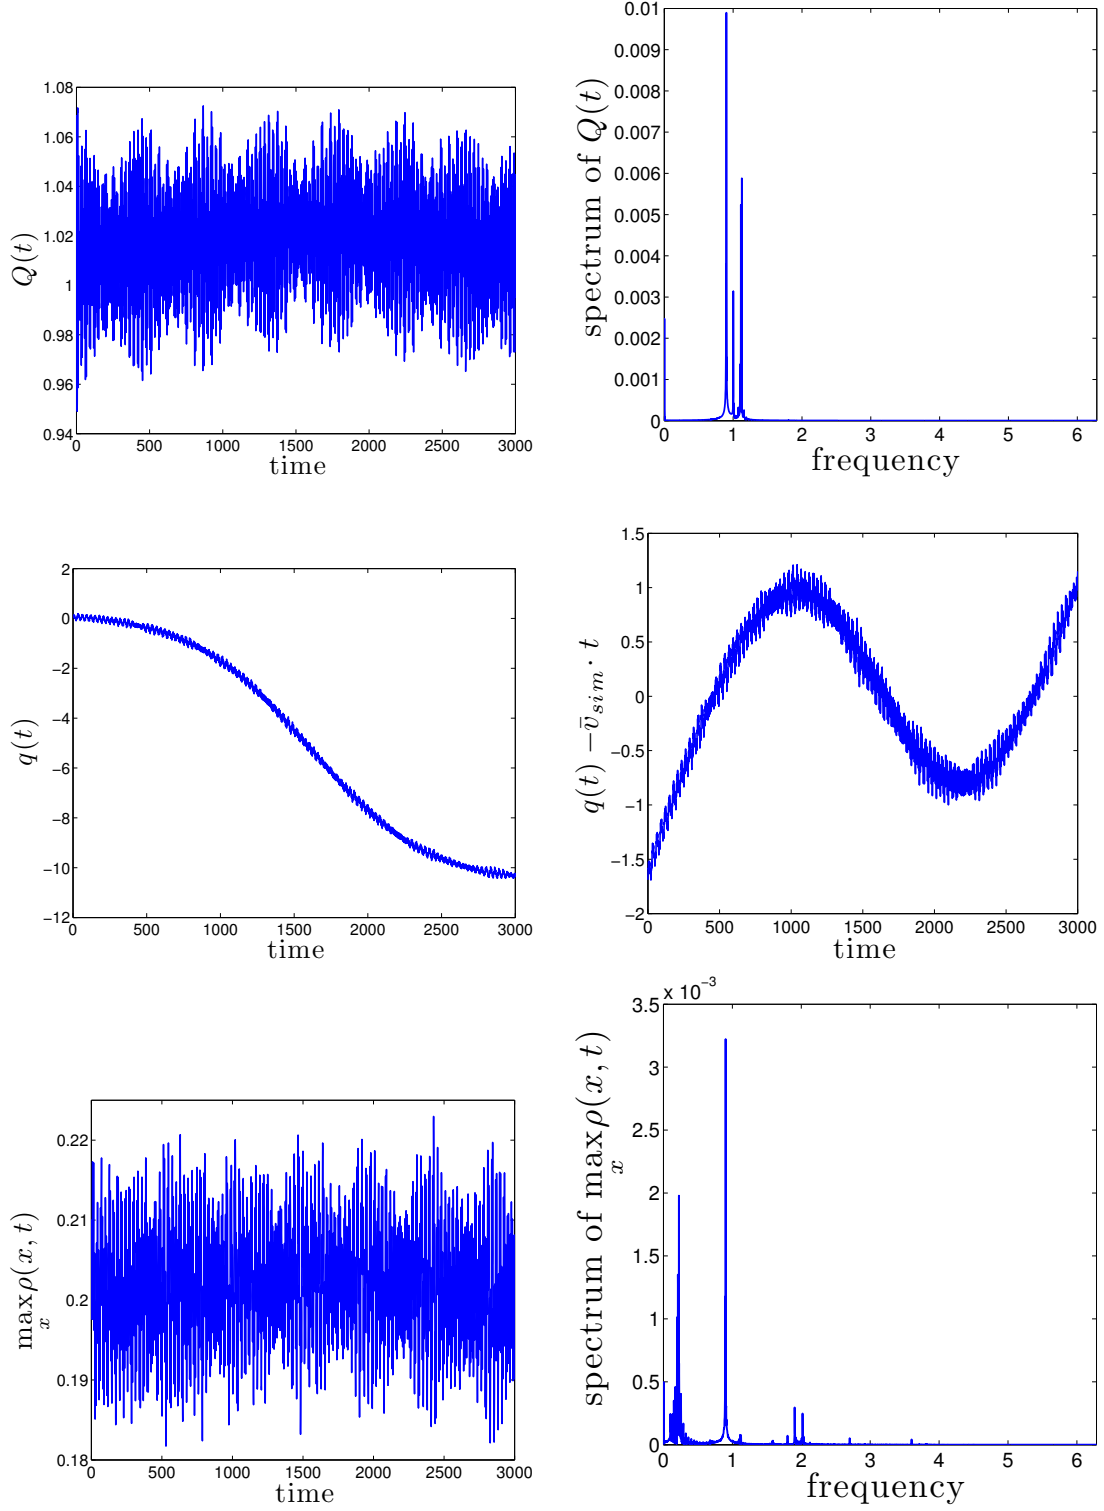 1.08
1.06
1.04
1.02
1
0.98
0.96
0.94
0 500 1000 1500 2000 2500 3000
time
Q(t)
0.01
0.009
0.008
0.007
0.006
0.005
0.004
0.003
0.002
0.001
0
0 1 2 3 4 5 6
frequency
spectrum of Q(t)
2
0
−2
−4
−6
−8
−10
−12
0 500 1000 1500 2000 2500 3000
time
q(t)
1.5
1
0.5
0
−0.5
−1
−1.5
−2
0 500 1000 1500 2000 2500 3000
time
q(t) − v̄_sim · t
0.22
0.21
0.2
0.19
0.18
0 500 1000 1500 2000 2500 3000
time
max ρ(x, t)
x
x 10⁻³
3.5
3
2.5
2
1.5
1
0.5
0
0 1 2 3 4 5 6
frequency
spectrum of max ρ(x, t)
x